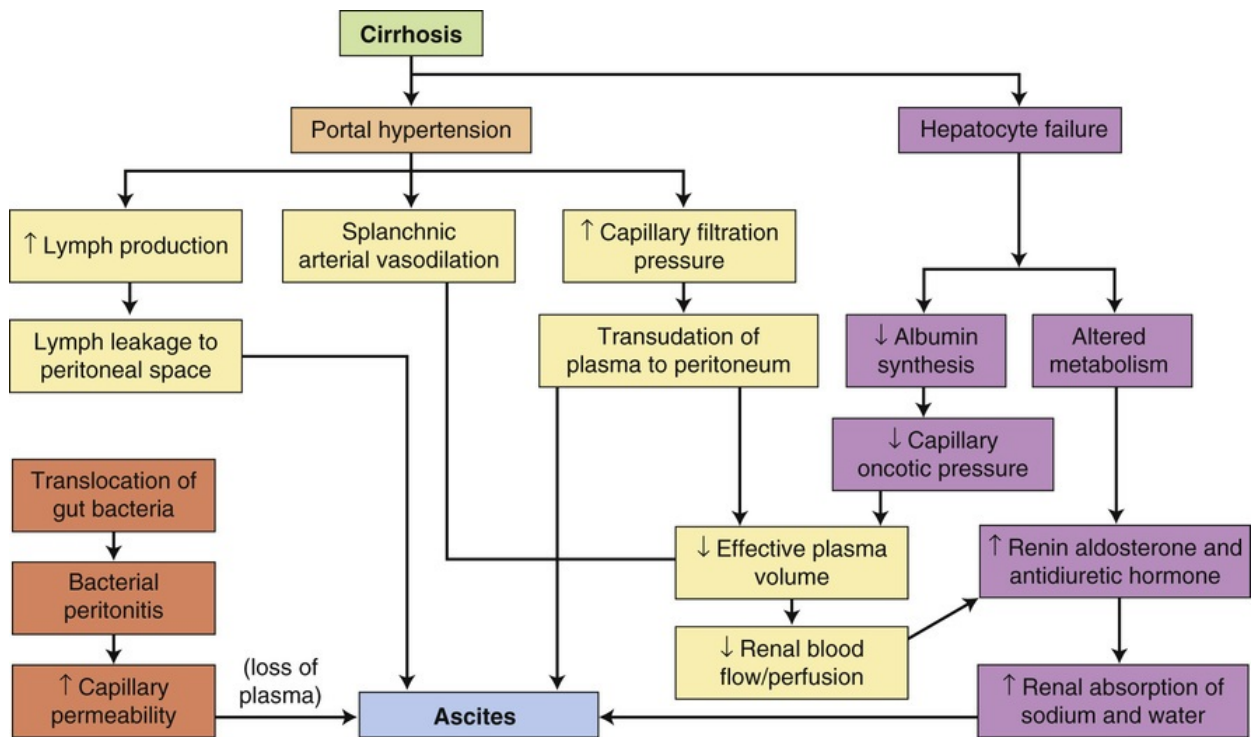 Cirrhosis
Portal hypertension
Hepatocyte failure
↑ Lymph production
Splanchnic
arterial vasodilation
↑ Capillary filtration
pressure
Lymph leakage to
peritoneal space
Transudation of
plasma to peritoneum
↓ Albumin
synthesis
Altered
metabolism
↓ Capillary
oncotic pressure
Translocation of
gut bacteria
Bacterial
peritonitis
↓ Effective plasma
volume
↑ Renin aldosterone and
antidiuretic hormone
↑ Capillary
permeability
(loss of
plasma)
Ascites
↓ Renal blood
flow/perfusion
↑ Renal absorption of
sodium and water